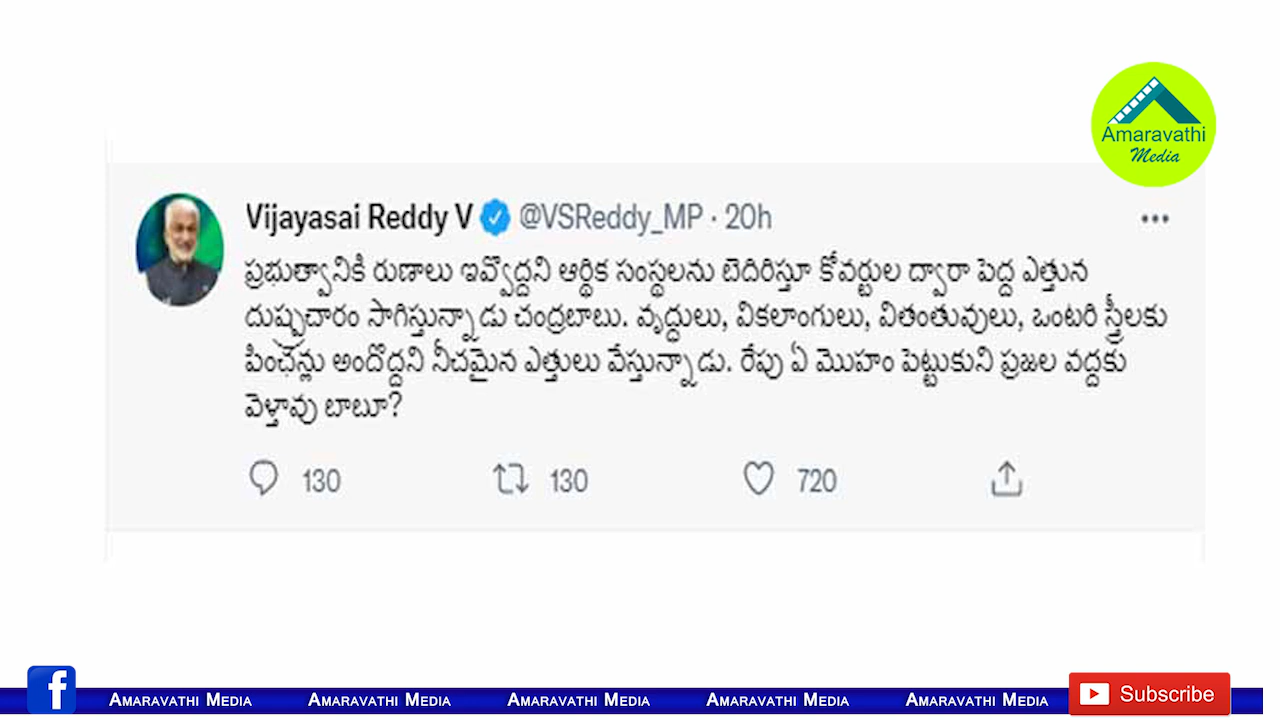 Amaravathi
Media
Vijayasai Reddy V @VSReddy_MP · 20h
ప్రభుత్వానికి రుణాలు ఇవ్వొద్దని ఆర్థిక సంస్థలను బెదిరిస్తూ కోవర్టుల ద్వారా పెద్ద ఎత్తున
దుష్ప్రచారం సాగిస్తున్నాడు చంద్రబాబు. వృద్ధులు, వికలాంగులు, వితంతువులు, ఒంటరి స్త్రీలకు
పింఛన్లు అందొద్దని నీచమైన ఎత్తులు వేస్తున్నాడు. రేపు ఏ మొహం పెట్టుకుని ప్రజల వద్దకు
వెళ్తావు బాబూ?
130 130 720
f Amaravathi Media Amaravathi Media Amaravathi Media Amaravathi Media Amaravathi Media Subscribe